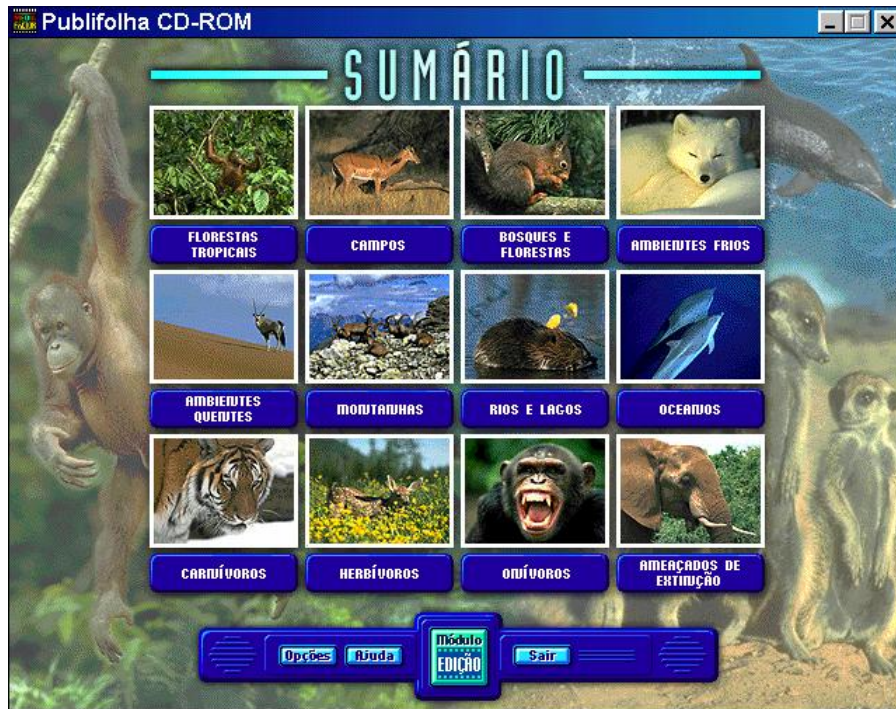 Publifolha CD-ROM
SUMÁRIO
FLORESTAS
TROPICAIS
CAMPOS
BOSQUES E
FLORESTAS
AMBIENTES FRIOS
AMBIENTES
QUENTES
MONTANHAS
RIOS E LAGOS
OCEANOS
CARNÍVOROS
HERBÍVOROS
ONÍVOROS
AMEAÇADOS DE
EXTINÇÃO
Opções
Ajuda
Módulo
EDIÇÃO
Sair